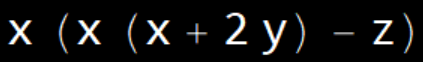 x (x (x + 2 y) − z)